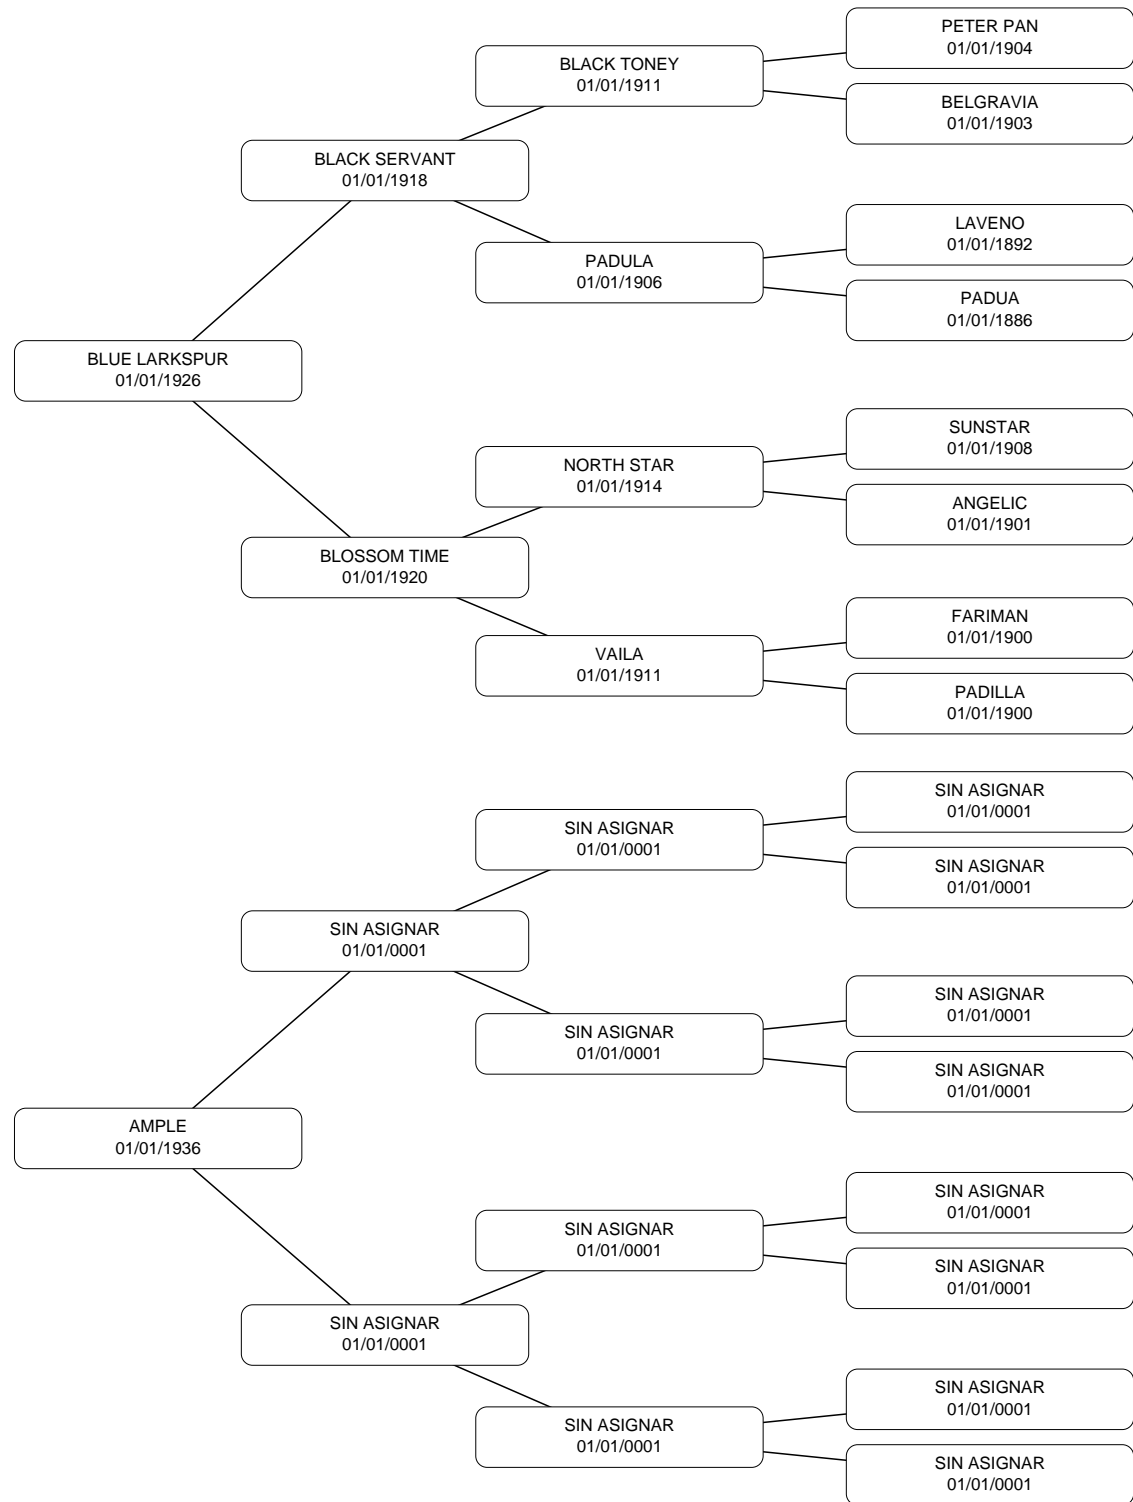 PETER PAN
01/01/1904
BLACK TONEY
01/01/1911
BELGRAVIA
01/01/1903
BLACK SERVANT
01/01/1918
LAVENO
01/01/1892
PADULA
01/01/1906
PADUA
01/01/1886
BLUE LARKSPUR
01/01/1926
SUNSTAR
01/01/1908
NORTH STAR
01/01/1914
ANGELIC
01/01/1901
BLOSSOM TIME
01/01/1920
FARIMAN
01/01/1900
VAILA
01/01/1911
PADILLA
01/01/1900
SIN ASIGNAR
01/01/0001
SIN ASIGNAR
01/01/0001
SIN ASIGNAR
01/01/0001
SIN ASIGNAR
01/01/0001
SIN ASIGNAR
01/01/0001
SIN ASIGNAR
01/01/0001
SIN ASIGNAR
01/01/0001
AMPLE
01/01/1936
SIN ASIGNAR
01/01/0001
SIN ASIGNAR
01/01/0001
SIN ASIGNAR
01/01/0001
SIN ASIGNAR
01/01/0001
SIN ASIGNAR
01/01/0001
SIN ASIGNAR
01/01/0001
SIN ASIGNAR
01/01/0001